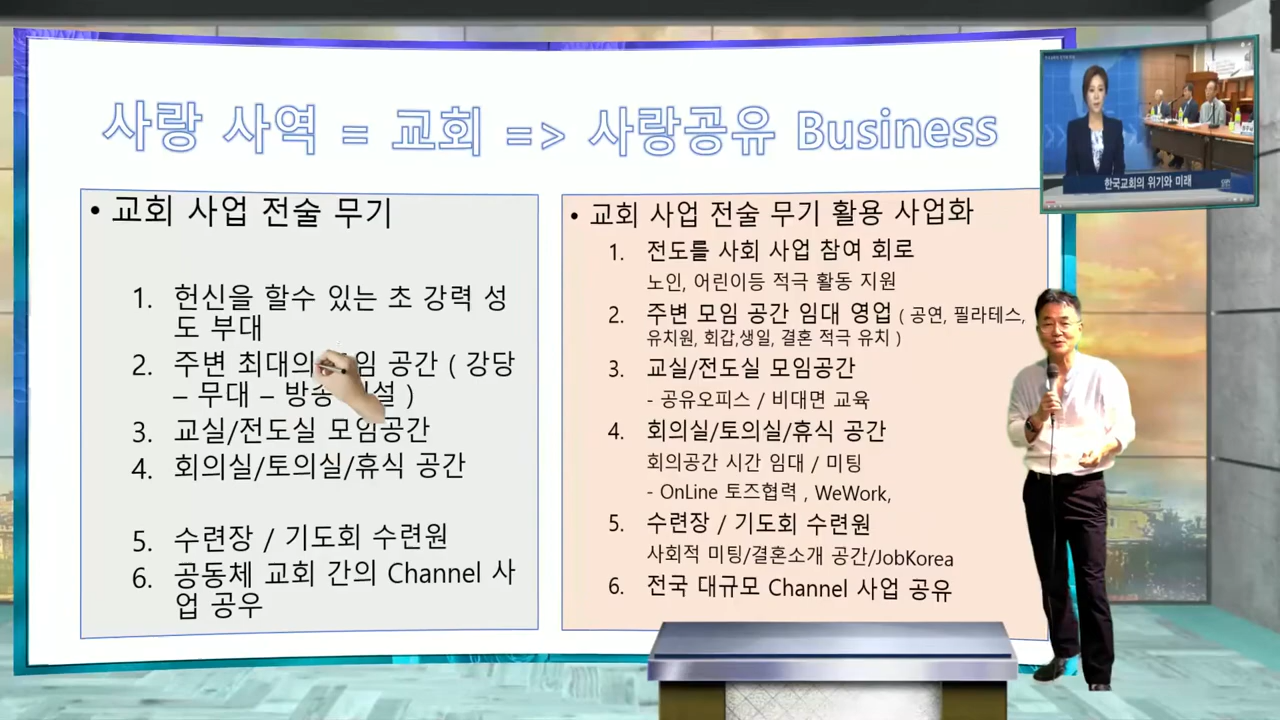 사랑 사역 = 교회 => 사랑공유 Business
• 교회 사업 전술 무기
1. 헌신을 할수 있는 초 강력 성
도 부대
2. 주변 최대의 임 공간 ( 강당
– 무대 – 방송 설 )
3. 교실/전도실 모임공간
4. 회의실/토의실/휴식 공간
5. 수련장 / 기도회 수련원
6. 공동체 교회 간의 Channel 사
업 공우
• 교회 사업 전술 무기 활용 사업화
1. 전도를 사회 사업 참여 회로
노인, 어린이등 적극 활동 지원
2. 주변 모임 공간 임대 영업 ( 공연, 필라테스,
유치원, 회갑,생일, 결혼 적극 유치 )
3. 교실/전도실 모임공간
- 공유오피스 / 비대면 교육
4. 회의실/토의실/휴식 공간
회의공간 시간 임대 / 미팅
- OnLine 토즈협력 , WeWork,
5. 수련장 / 기도회 수련원
사회적 미팅/결혼소개 공간/JobKorea
6. 전국 대규모 Channel 사업 공유
한국교회의 위기와 미래